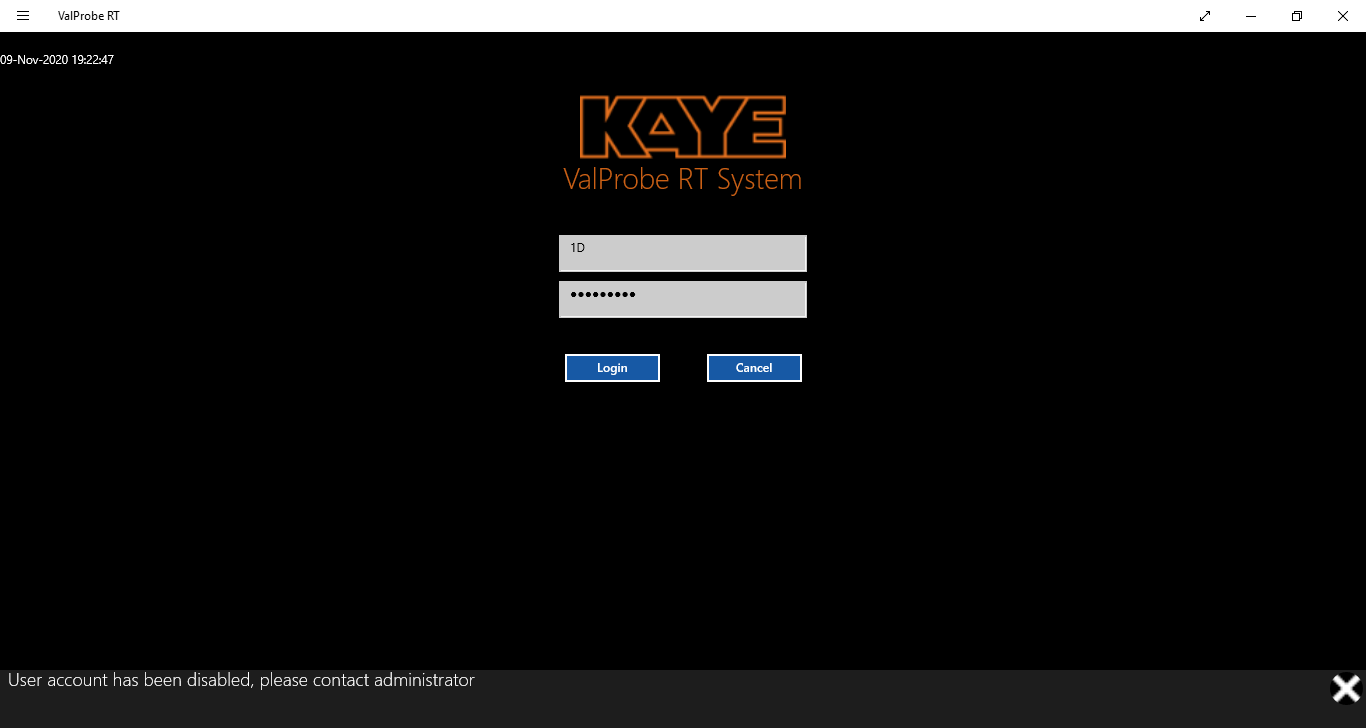 ValProbe RT
09-Nov-2020 19:22:47
KAYE
ValProbe RT System
1D
•••••••••
Login
Cancel
User account has been disabled, please contact administrator